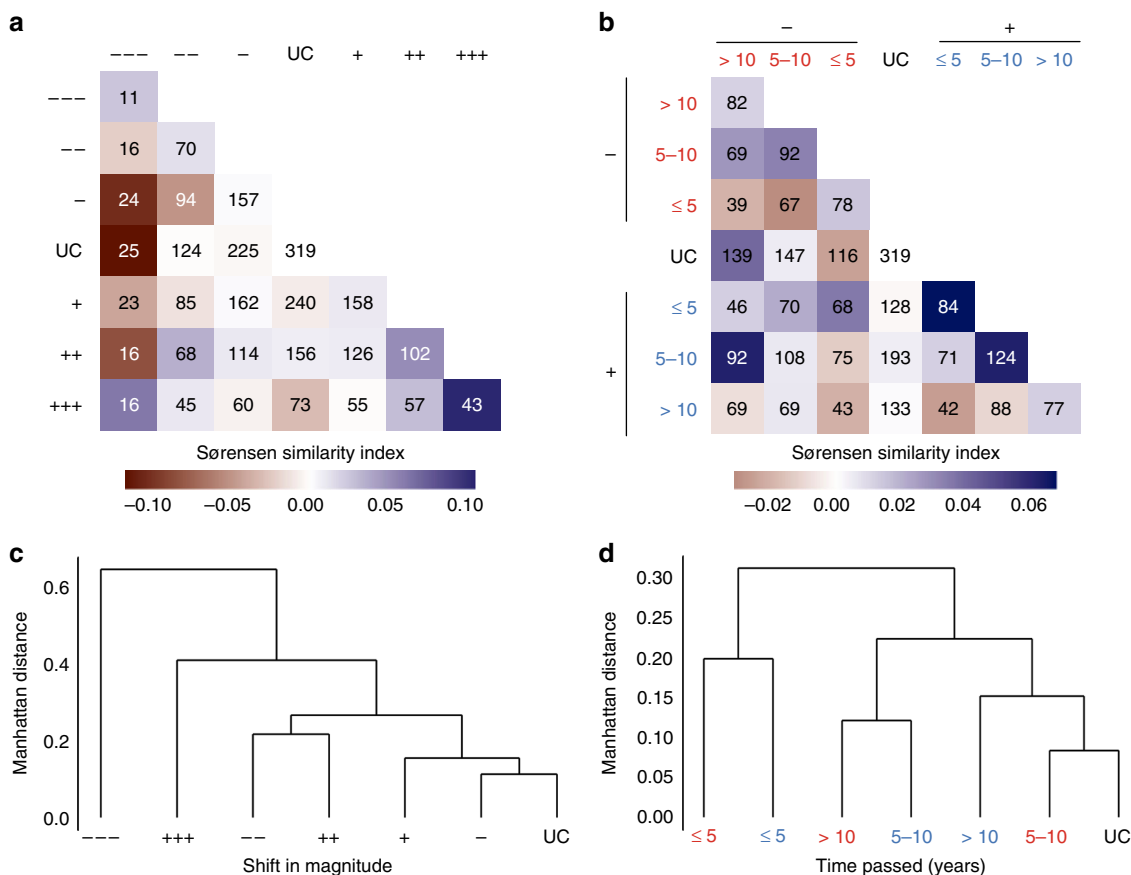 a
−−− −− − UC + ++ +++
−−− 11
−− 16 70
− 24 94 157
UC 25 124 225 319
+ 23 85 162 240 158
++ 16 68 114 156 126 102
+++ 16 45 60 73 55 57 43
Sørensen similarity index
−0.10 −0.05 0.00 0.05 0.10
b
− +
> 10 5–10 ≤ 5 UC ≤ 5 5–10 > 10
> 10 82
− 5–10 69 92
≤ 5 39 67 78
UC 139 147 116 319
≤ 5 46 70 68 128 84
+ 5–10 92 108 75 193 71 124
> 10 69 69 43 133 42 88 77
Sørensen similarity index
−0.02 0.00 0.02 0.04 0.06
c
Manhattan distance
0.6
0.4
0.2
0.0
−−− +++ −− ++ + − UC
Shift in magnitude
d
Manhattan distance
0.30
0.25
0.20
0.15
0.10
0.05
0.00
≤ 5 ≤ 5 > 10 5–10 > 10 5–10 UC
Time passed (years)